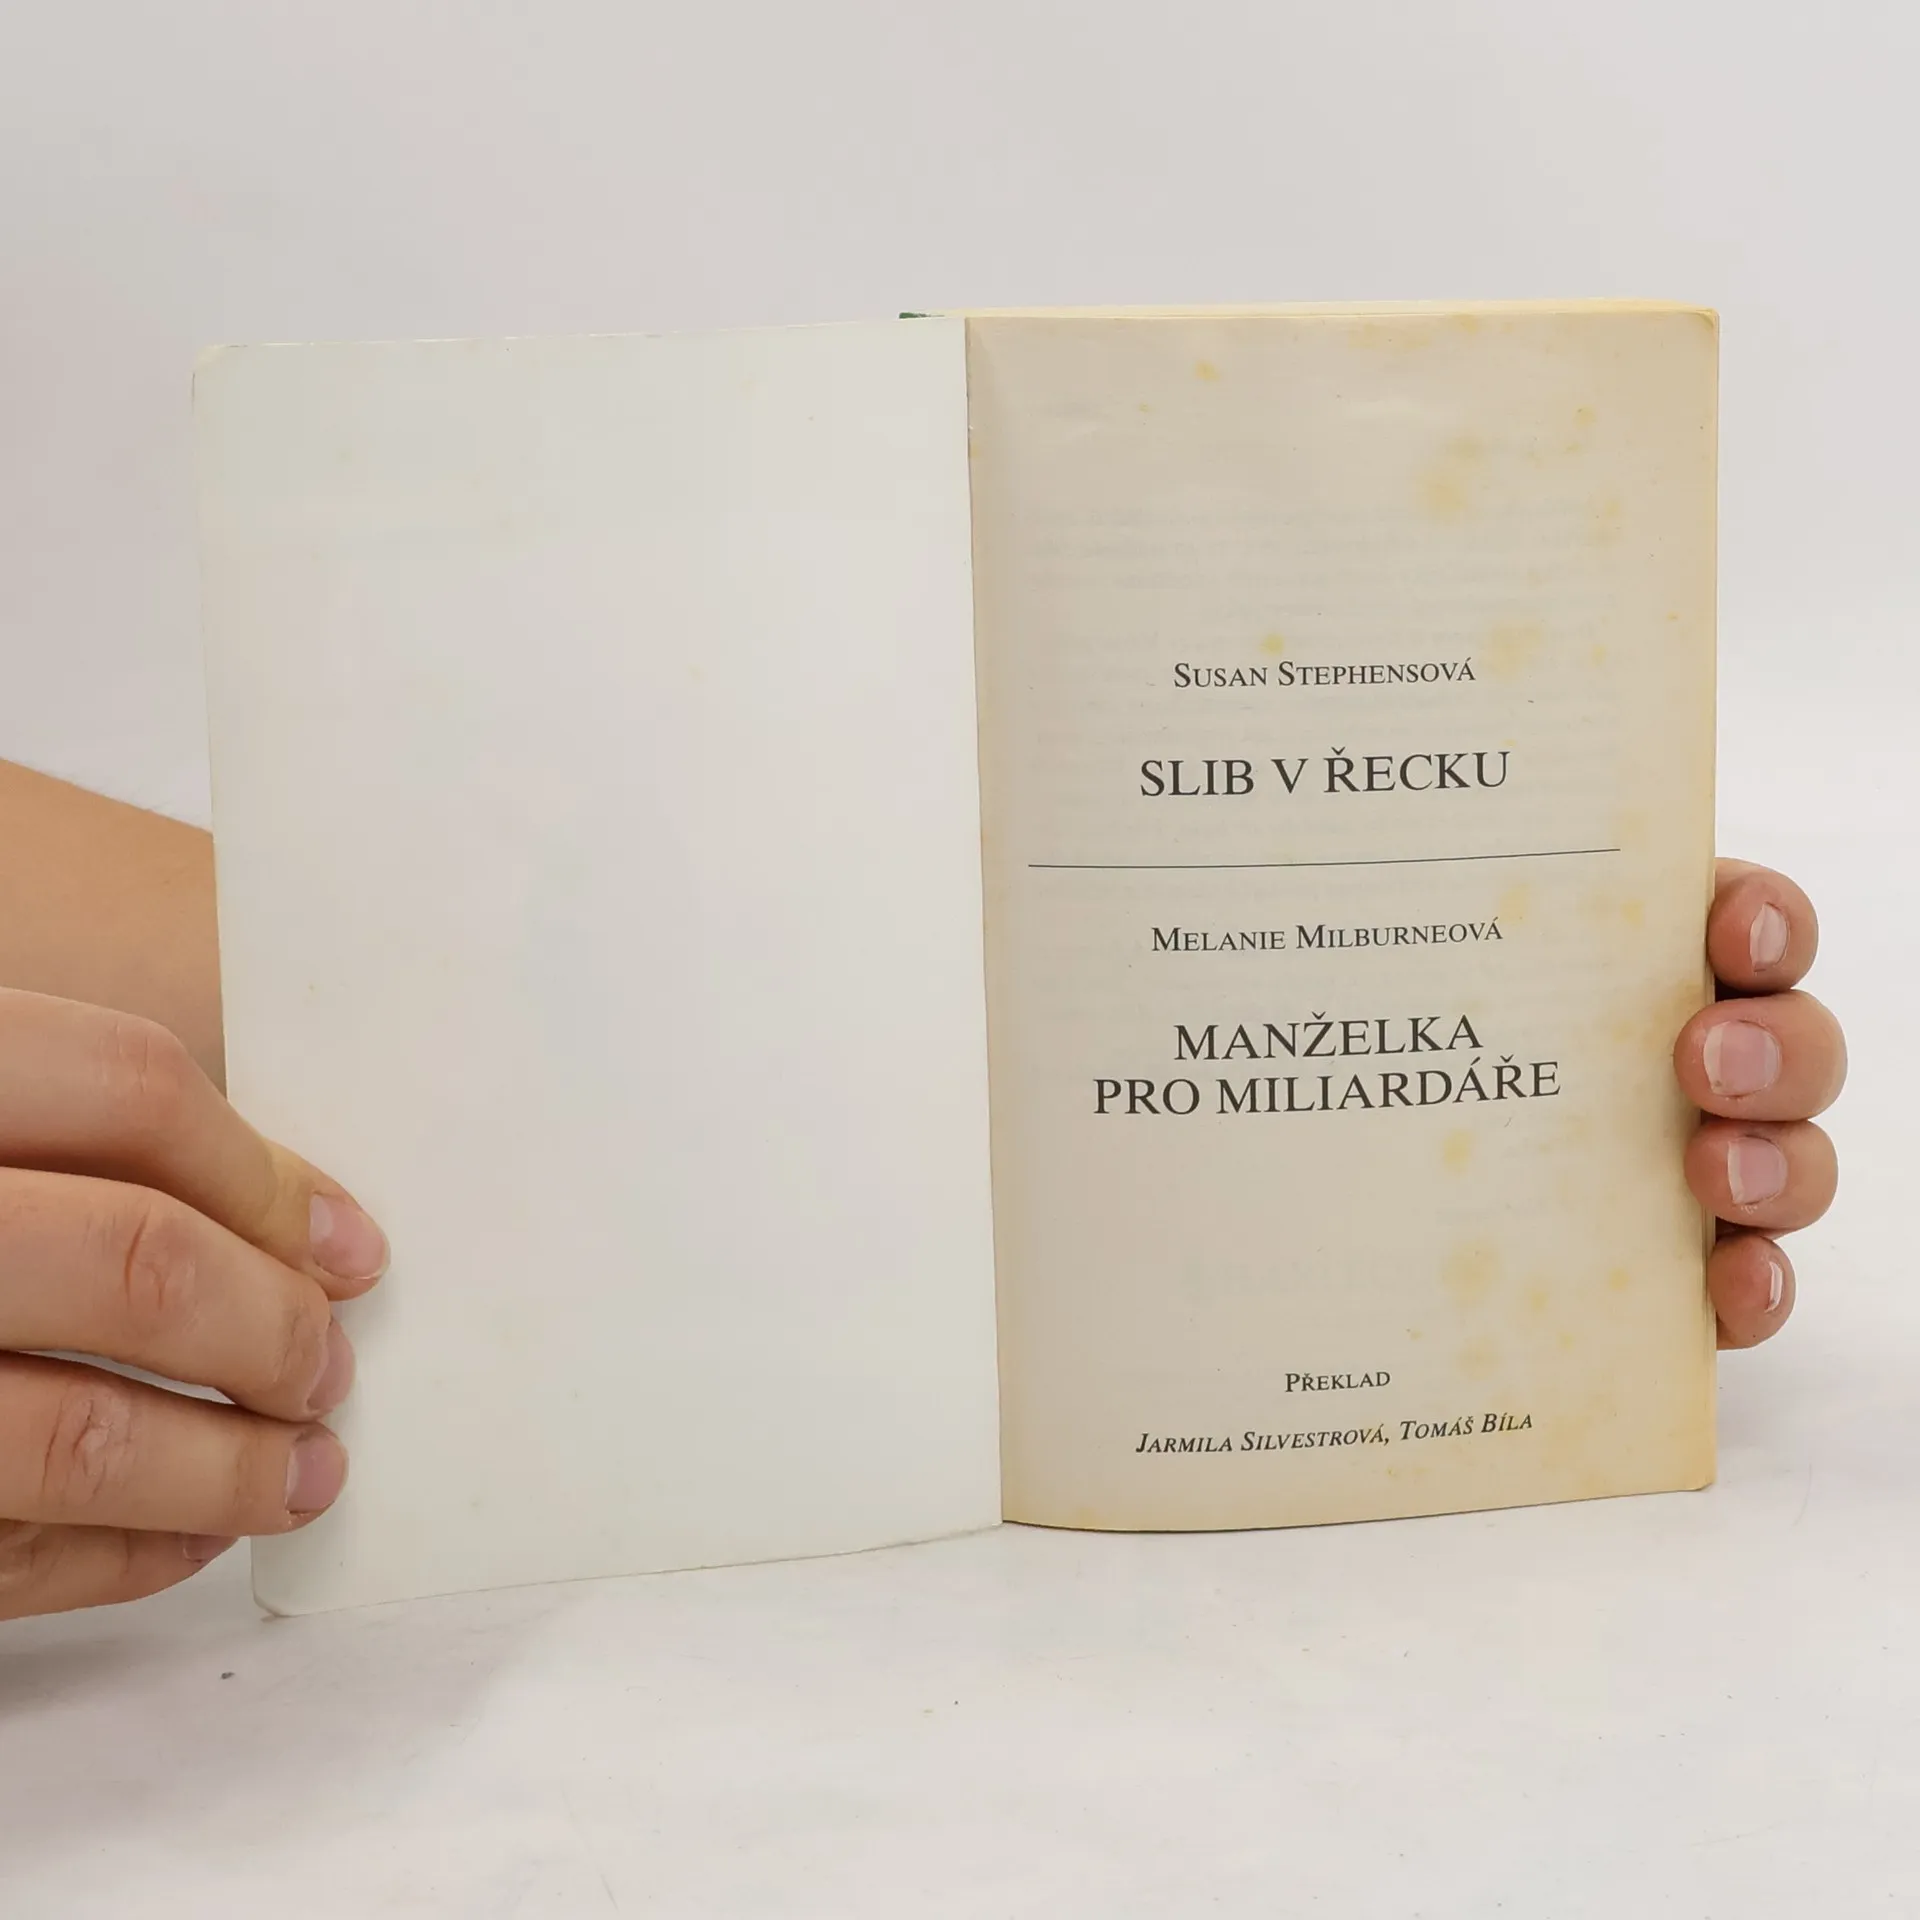 SUSAN STEPHENSOVÁ
SLIB V ŘECKU
MELANIE MILBURNEOVÁ
MANŽELKA
PRO MILIARDÁŘE
PŘEKLAD
JARMILA SILVESTROVÁ, TOMÁŠ BÍLA